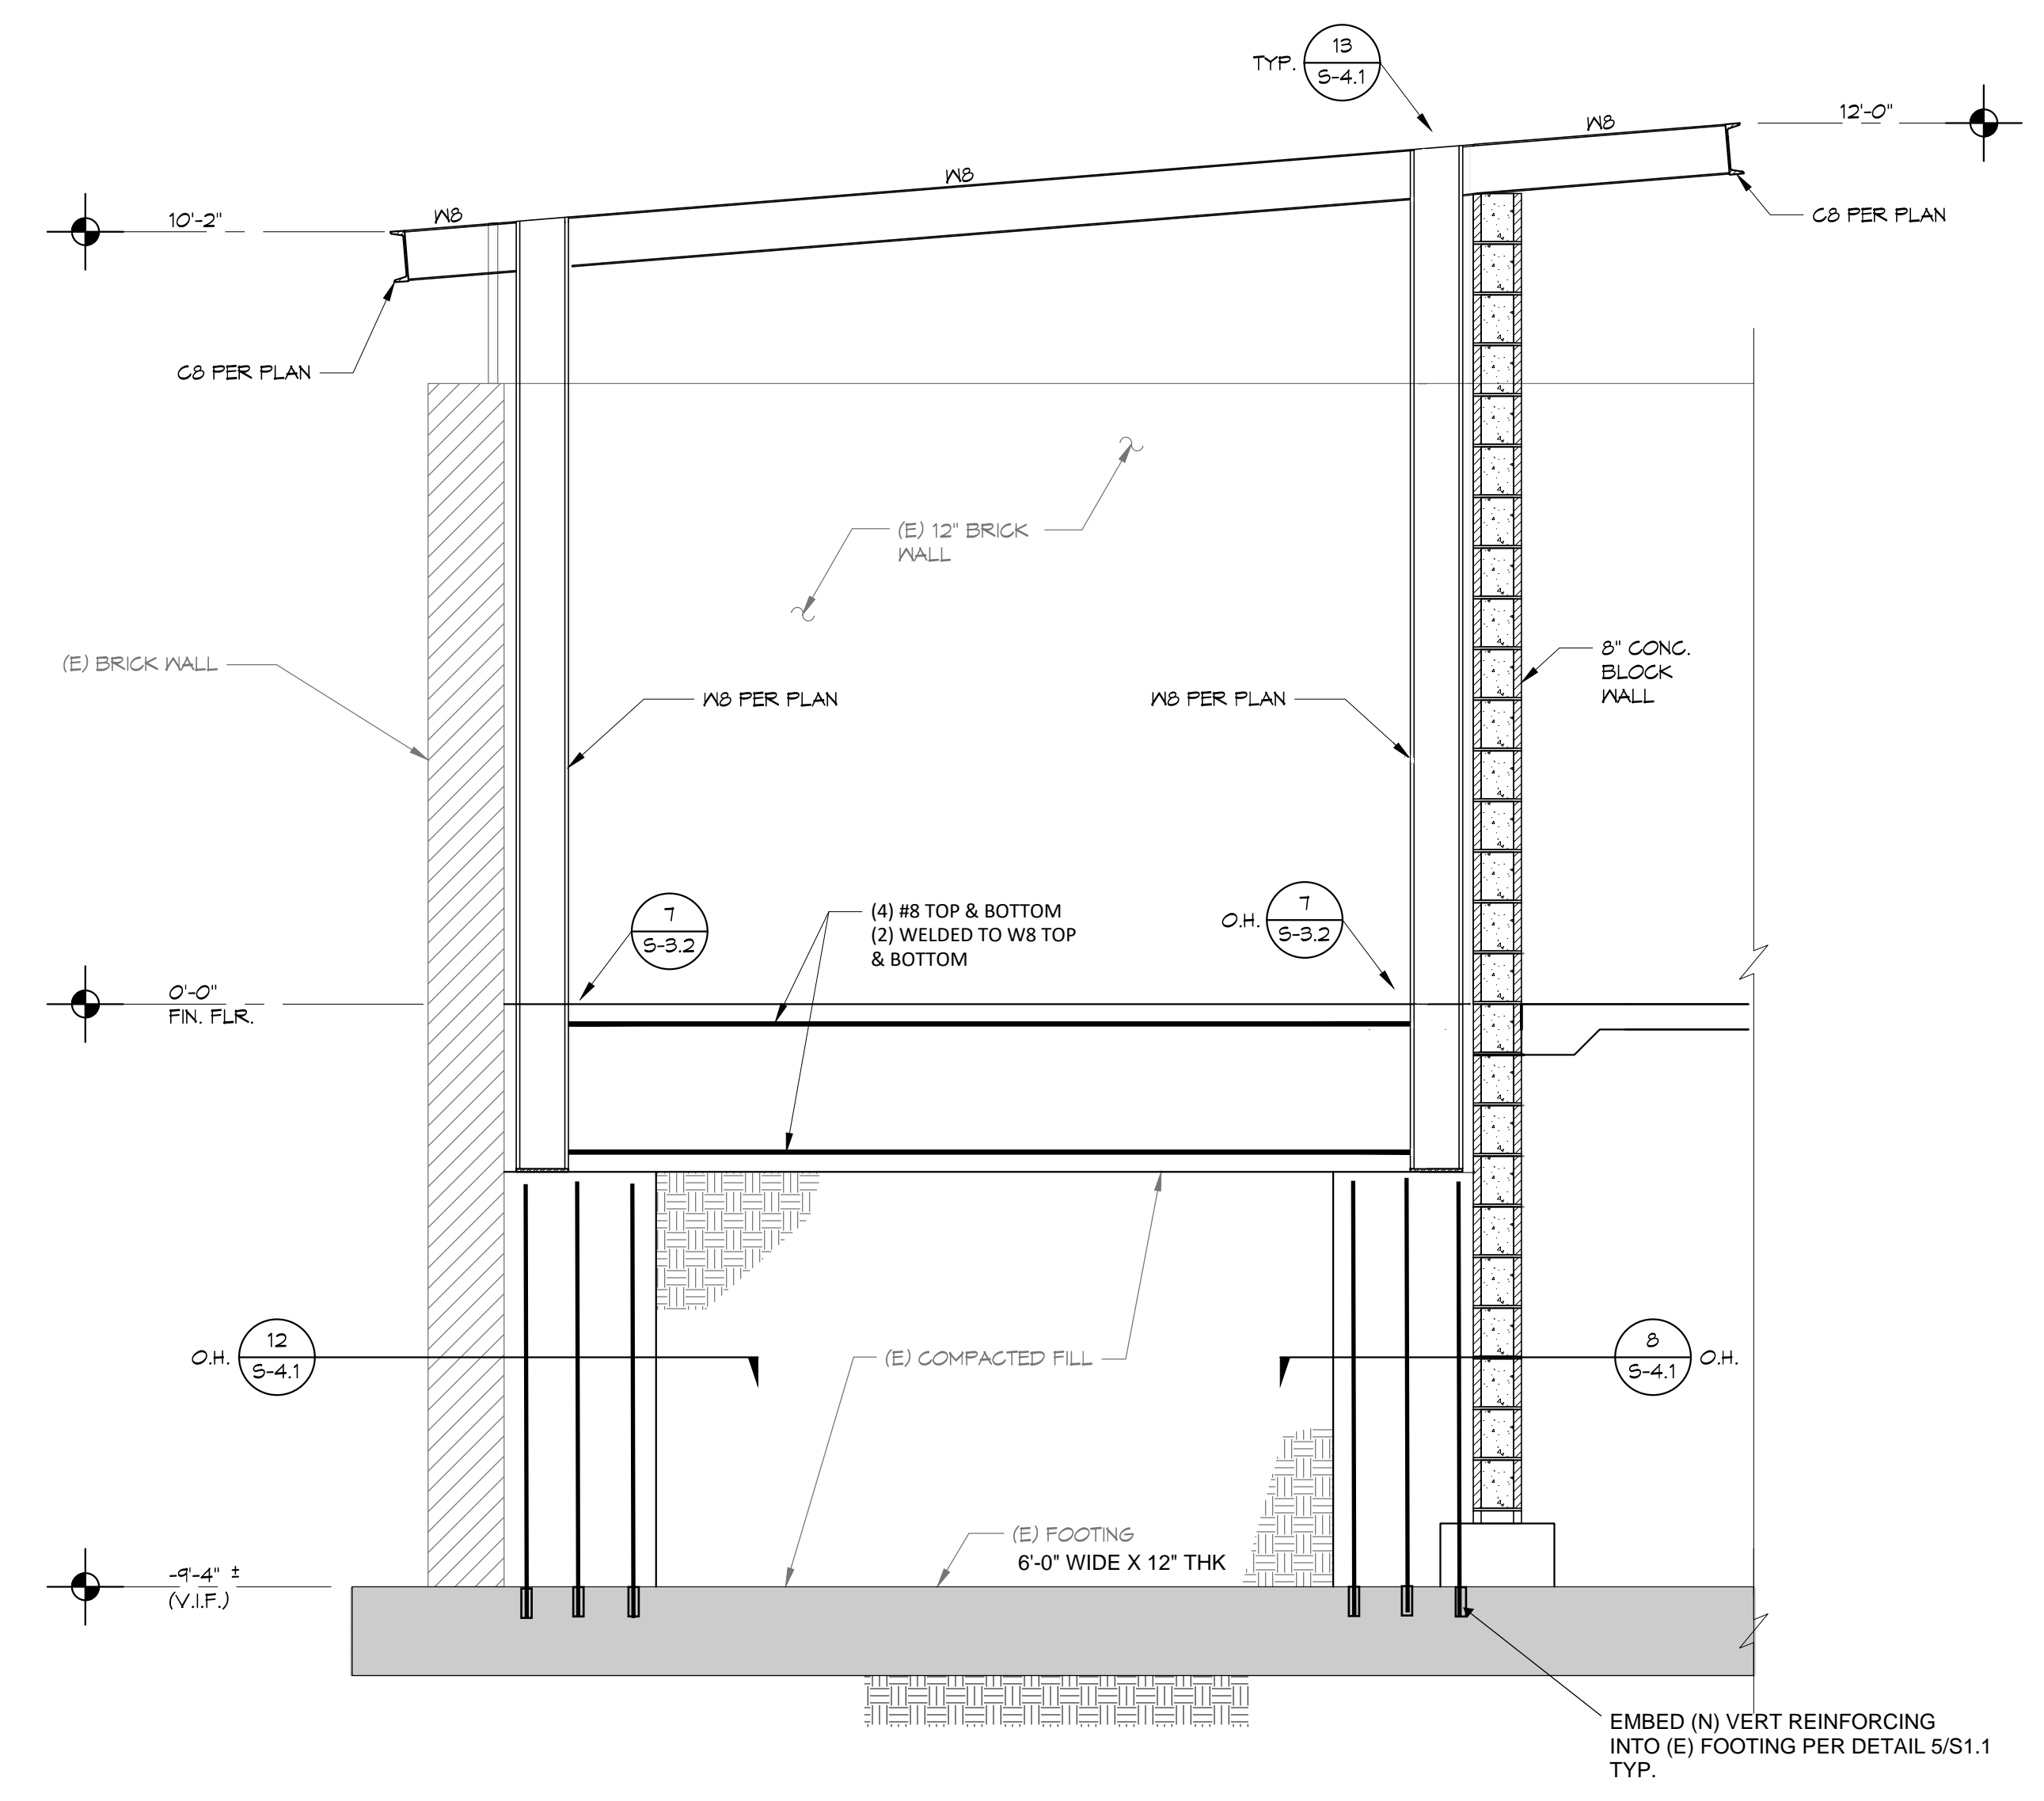 13
TYP.
S-4.1
12'-0"
W8
W8
W8
10'-2"
C8 PER PLAN
C8 PER PLAN
(E) 12" BRICK
WALL
(E) BRICK WALL
8" CONC.
BLOCK
WALL
W8 PER PLAN
W8 PER PLAN
7
S-3.2
(4) #8 TOP & BOTTOM
(2) WELDED TO W8 TOP
& BOTTOM
O.H.
7
S-3.2
0'-0"
FIN. FLR.
O.H.
12
S-4.1
(E) COMPACTED FILL
8
S-4.1
O.H.
(E) FOOTING
6'-0" WIDE X 12" THK
-9'-4" ±
(V.I.F.)
EMBED (N) VERT REINFORCING
INTO (E) FOOTING PER DETAIL 5/S1.1
TYP.